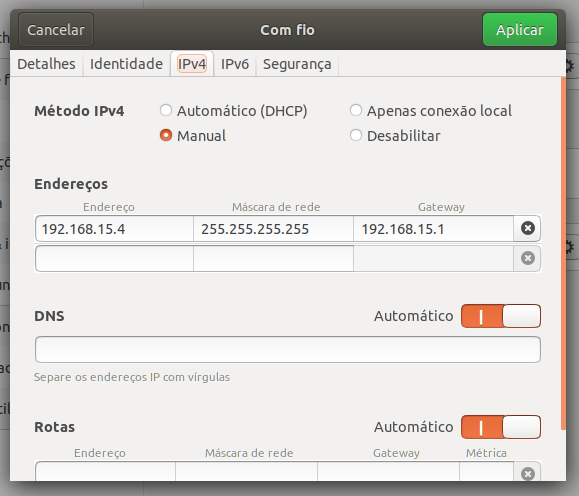 Cancelar Com fio Aplicar
Detalhes Identidade IPv4 IPv6 Segurança
Método IPv4 Automático (DHCP) Apenas conexão local
Manual Desabilitar
Endereços
Endereço Máscara de rede Gateway
192.168.15.4 255.255.255.255 192.168.15.1
DNS Automático
Separe os endereços IP com vírgulas
Rotas Automático
Endereço Máscara de rede Gateway Métrica